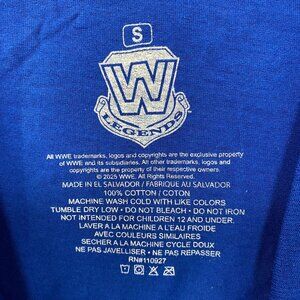 S
W
LEGENDS
All WWE trademarks, logos and copyrights are the exclusive property
of WWE and its subsidiaries. All other trademarks, logos and
copyrights are the property of their respective owners.
© 2025 WWE. All Rights Reserved.
MADE IN EL SALVADOR / FABRIQUE AU SALVADOR
100% COTTON / COTON
MACHINE WASH COLD WITH LIKE COLORS
TUMBLE DRY LOW - DO NOT BLEACH - DO NOT IRON
NOT INTENDED FOR CHILDREN 12 AND UNDER.
LAVER A LA MACHINE A L'EAU FROIDE
AVEC COULEURS SIMILAIRES
SECHER A LA MACHINE CYCLE DOUX
NE PAS JAVELLISER - NE PAS REPASSER
RN#110927